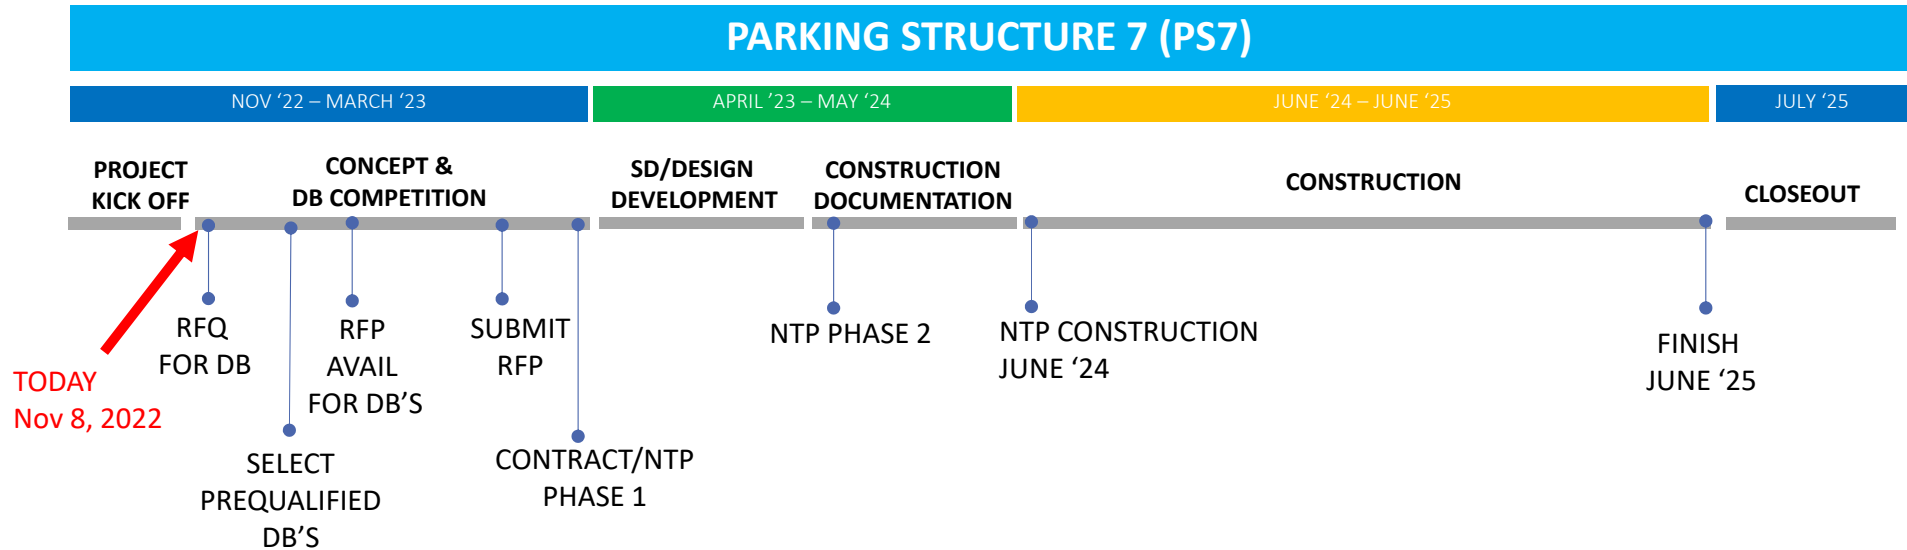 PARKING STRUCTURE 7 (PS7)
NOV ‘22 – MARCH ‘23
APRIL ’23 – MAY ‘24
JUNE ‘24 – JUNE ‘25
JULY ‘25
PROJECT
KICK OFF
CONCEPT &
DB COMPETITION
SD/DESIGN
DEVELOPMENT
CONSTRUCTION
DOCUMENTATION
CONSTRUCTION
CLOSEOUT
TODAY
Nov 8, 2022
RFQ
FOR DB
SELECT
PREQUALIFIED
DB’S
RFP
AVAIL
FOR DB’S
SUBMIT
RFP
CONTRACT/NTP
PHASE 1
NTP PHASE 2
NTP CONSTRUCTION
JUNE ‘24
FINISH
JUNE ‘25